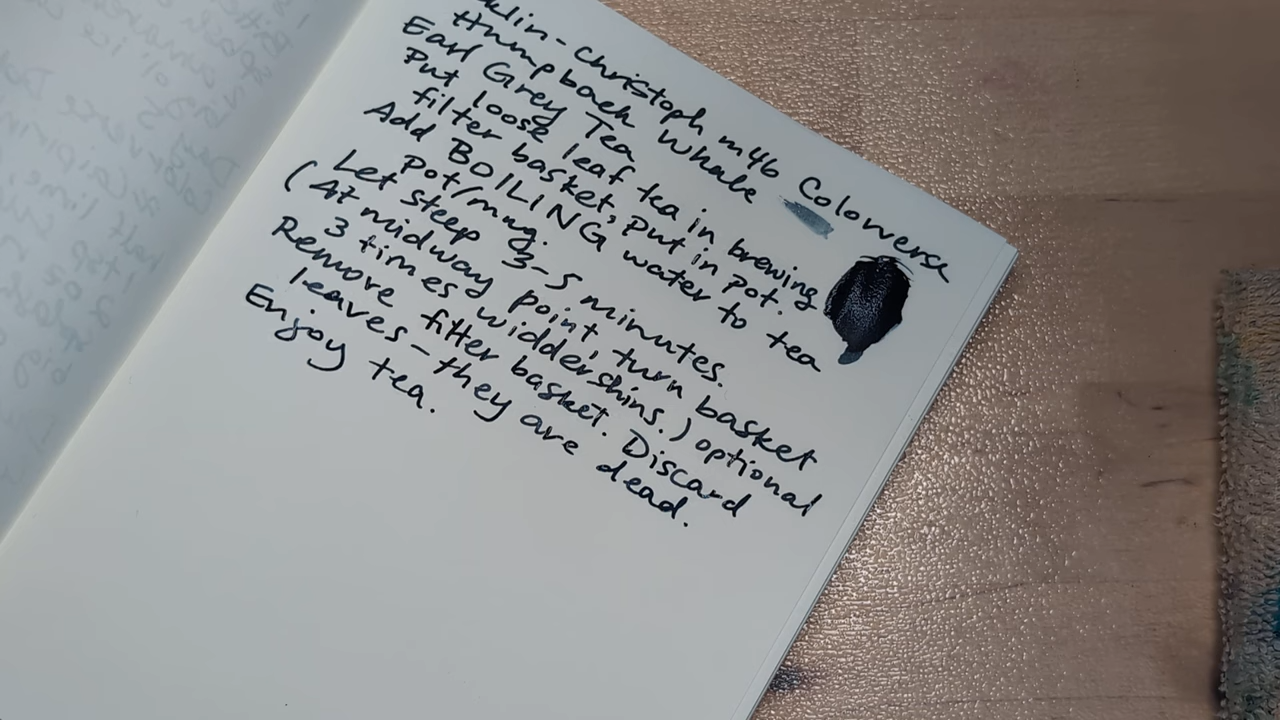 Christoph m46 Colorverse
Humpback Whale
Earl Grey Tea
Put loose leaf tea in brewing
filter basket, Put in Pot.
Add BOILING water to tea
Pot/mug.
Let steep 3-5 minutes.
(At midway point, turn basket
3 times widdershins.) optional
Remove filter basket. Discard
leaves - they are dead.
Enjoy tea.